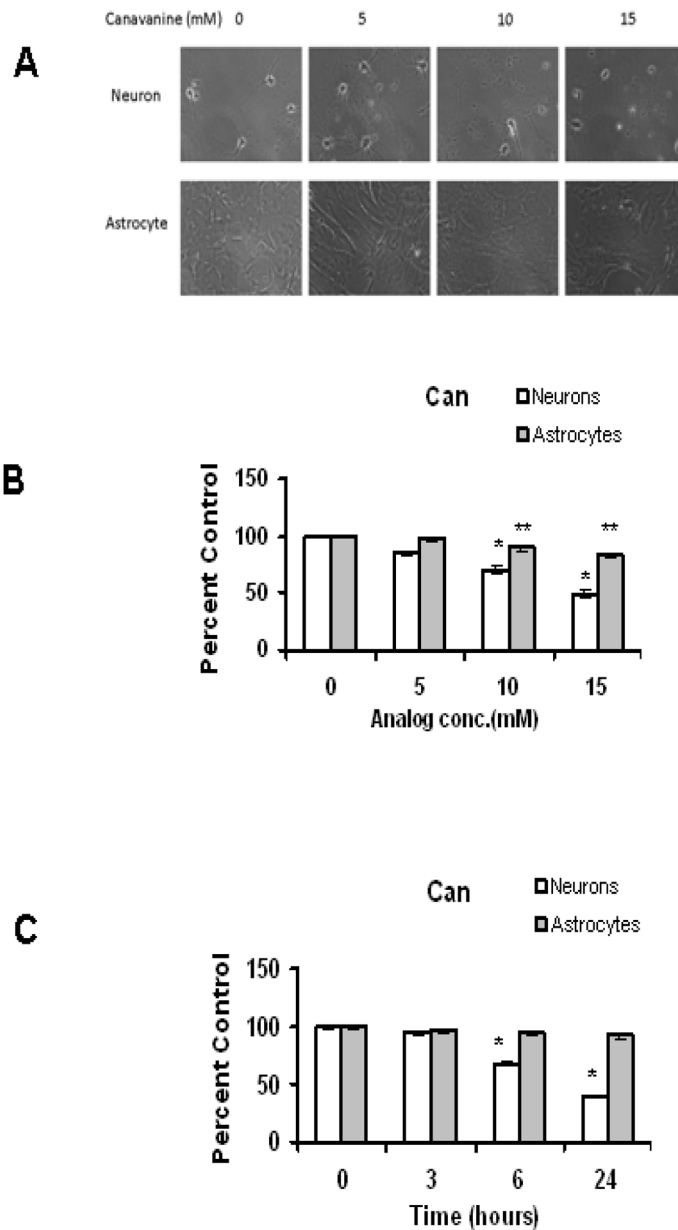 Canavanine (mM) 0 5 10 15
A
Neuron
Astrocyte
Can
Neurons
Astrocytes
B
Percent Control
150
100
50
0
* ** * **
0 5 10 15
Analog conc.(mM)
Can
Neurons
Astrocytes
C
Percent Control
150
100
50
0
* *
0 3 6 24
Time (hours)